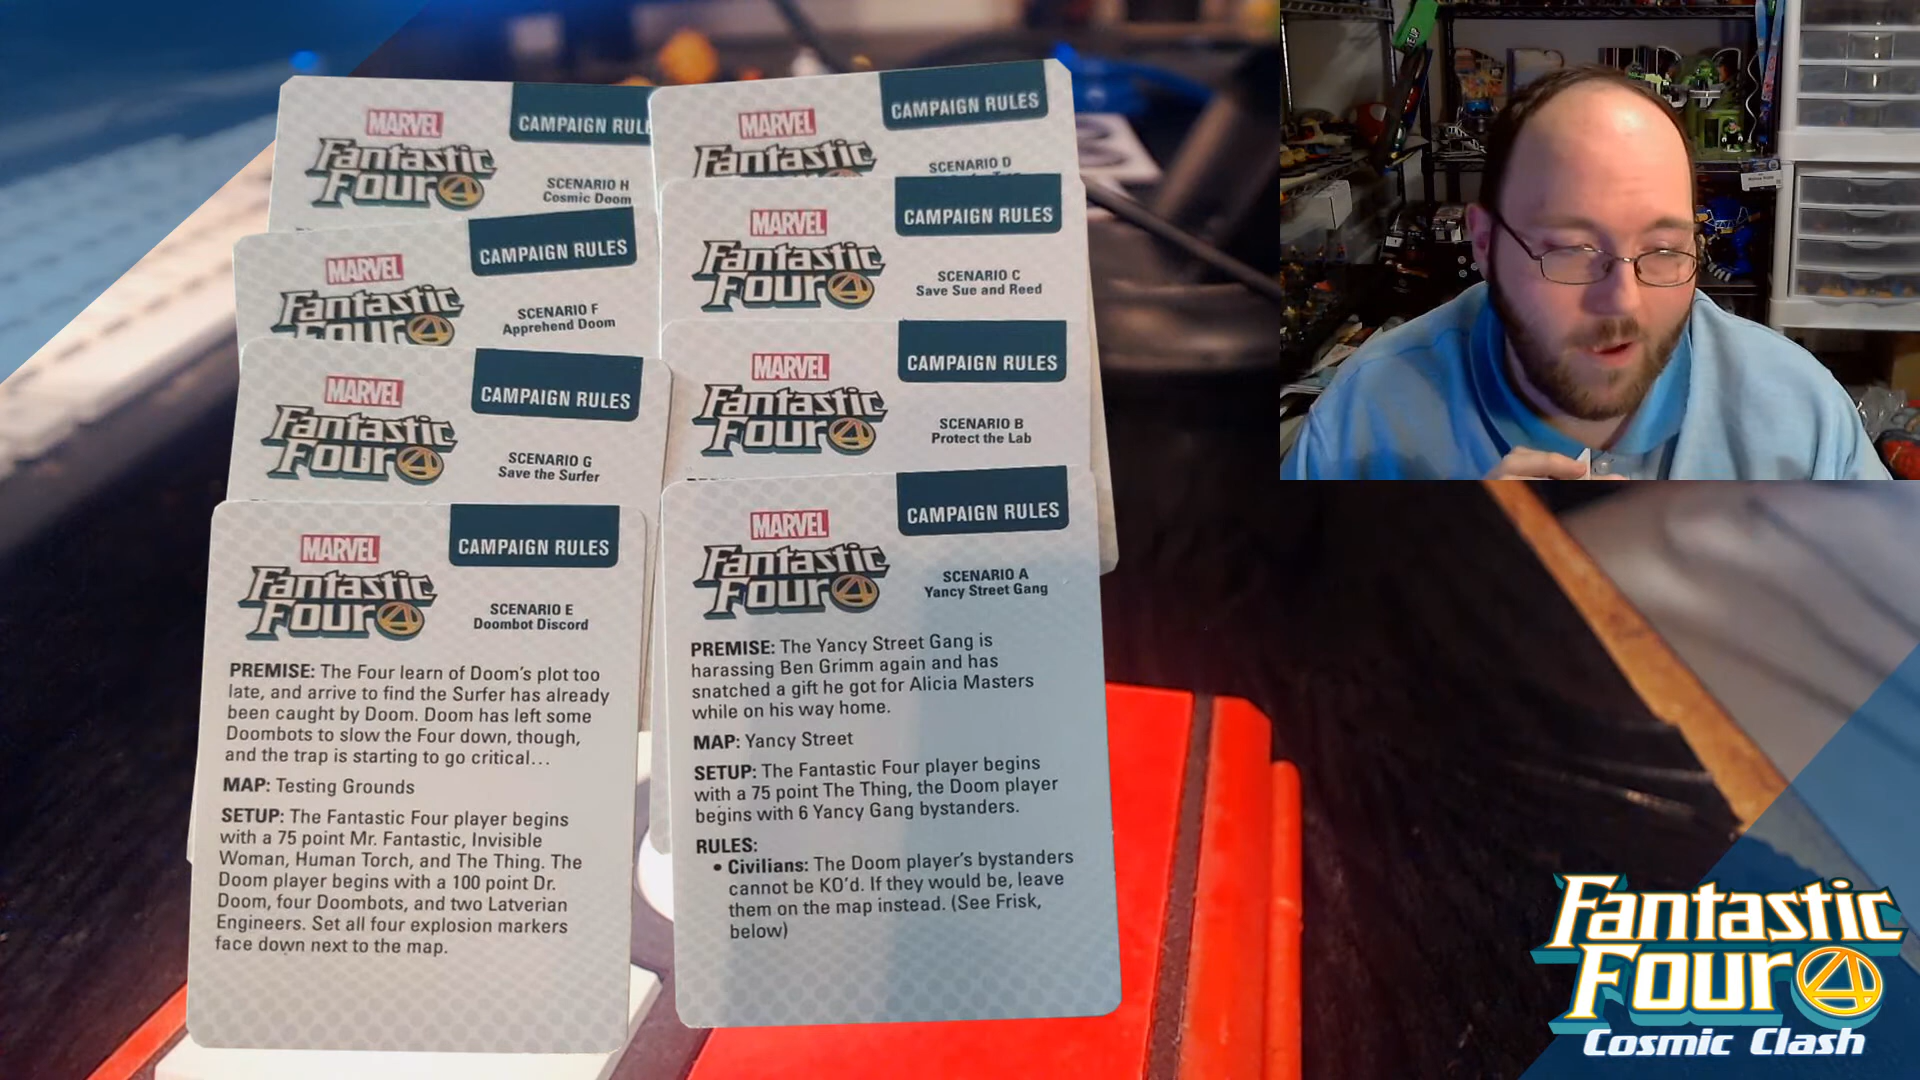 MARVEL
Fantastic
Four
CAMPAIGN RUL
SCENARIO H
Cosmic Doom
MARVEL
Fantastic
Four
CAMPAIGN RULES
SCENARIO F
Apprehend Doom
MARVEL
Fantastic
Four
CAMPAIGN RULES
SCENARIO G
Save the Surfer
MARVEL
Fantastic
Four
CAMPAIGN RULES
SCENARIO E
Doombot Discord
PREMISE: The Four learn of Doom's plot too
late, and arrive to find the Surfer has already
been caught by Doom. Doom has left some
Doombots to slow the Four down, though,
and the trap is starting to go critical...
MAP: Testing Grounds
SETUP: The Fantastic Four player begins
with a 75 point Mr. Fantastic, Invisible
Woman, Human Torch, and The Thing. The
Doom player begins with a 100 point Dr.
Doom, four Doombots, and two Latverian
Engineers. Set all four explosion markers
face down next to the map.
MARVEL
Fantastic
CAMPAIGN RULES
SCENARIO D
MARVEL
Fantastic
Four
CAMPAIGN RULES
SCENARIO C
Save Sue and Reed
MARVEL
Fantastic
Four
CAMPAIGN RULES
SCENARIO B
Protect the Lab
MARVEL
Fantastic
Four
CAMPAIGN RULES
SCENARIO A
Yancy Street Gang
PREMISE: The Yancy Street Gang is
harassing Ben Grimm again and has
snatched a gift he got for Alicia Masters
while on his way home.
MAP: Yancy Street
SETUP: The Fantastic Four player begins
with a 75 point The Thing, the Doom player
begins with 6 Yancy Gang bystanders.
RULES:
• Civilians: The Doom player's bystanders
cannot be KO'd. If they would be, leave
them on the map instead. (See Frisk,
below)
Fantastic
Four
Cosmic Clash